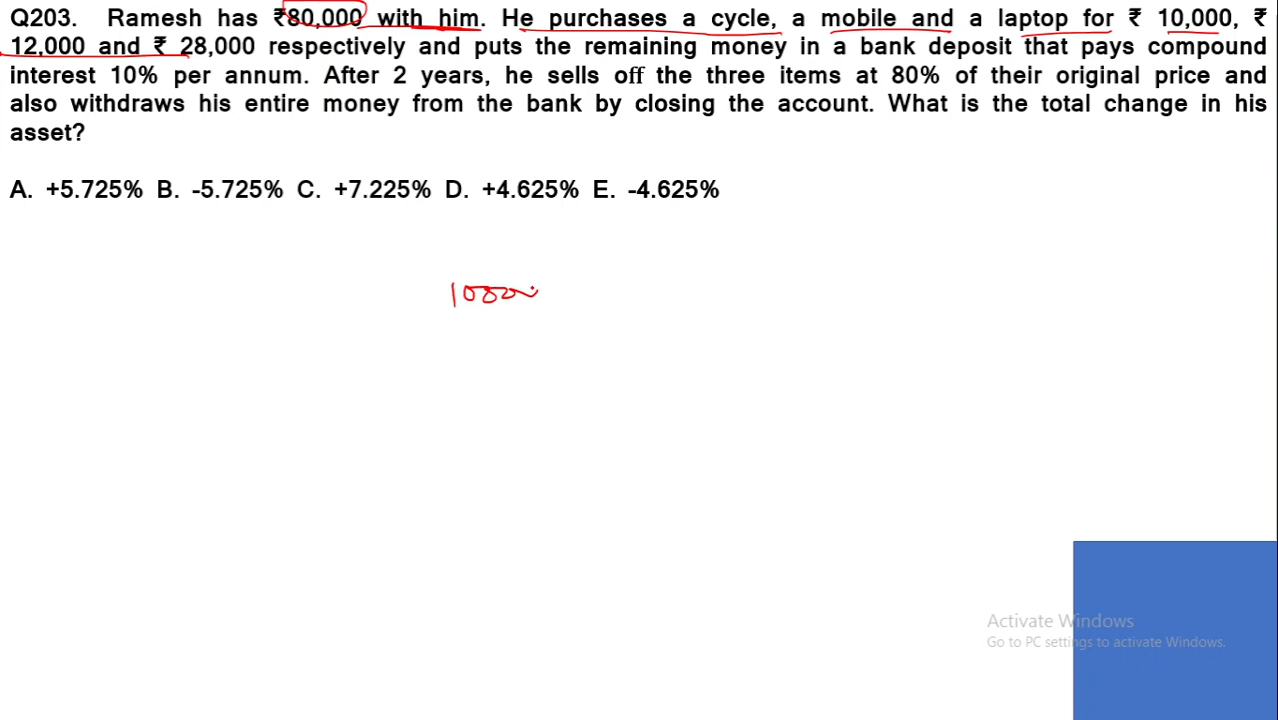 Q203. Ramesh has ₹80,000 with him. He purchases a cycle, a mobile and a laptop for ₹ 10,000, ₹
12,000 and ₹ 28,000 respectively and puts the remaining money in a bank deposit that pays compound
interest 10% per annum. After 2 years, he sells off the three items at 80% of their original price and
also withdraws his entire money from the bank by closing the account. What is the total change in his
asset?
A. +5.725% B. -5.725% C. +7.225% D. +4.625% E. -4.625%
Activate Windows
Go to PC settings to activate Windows.